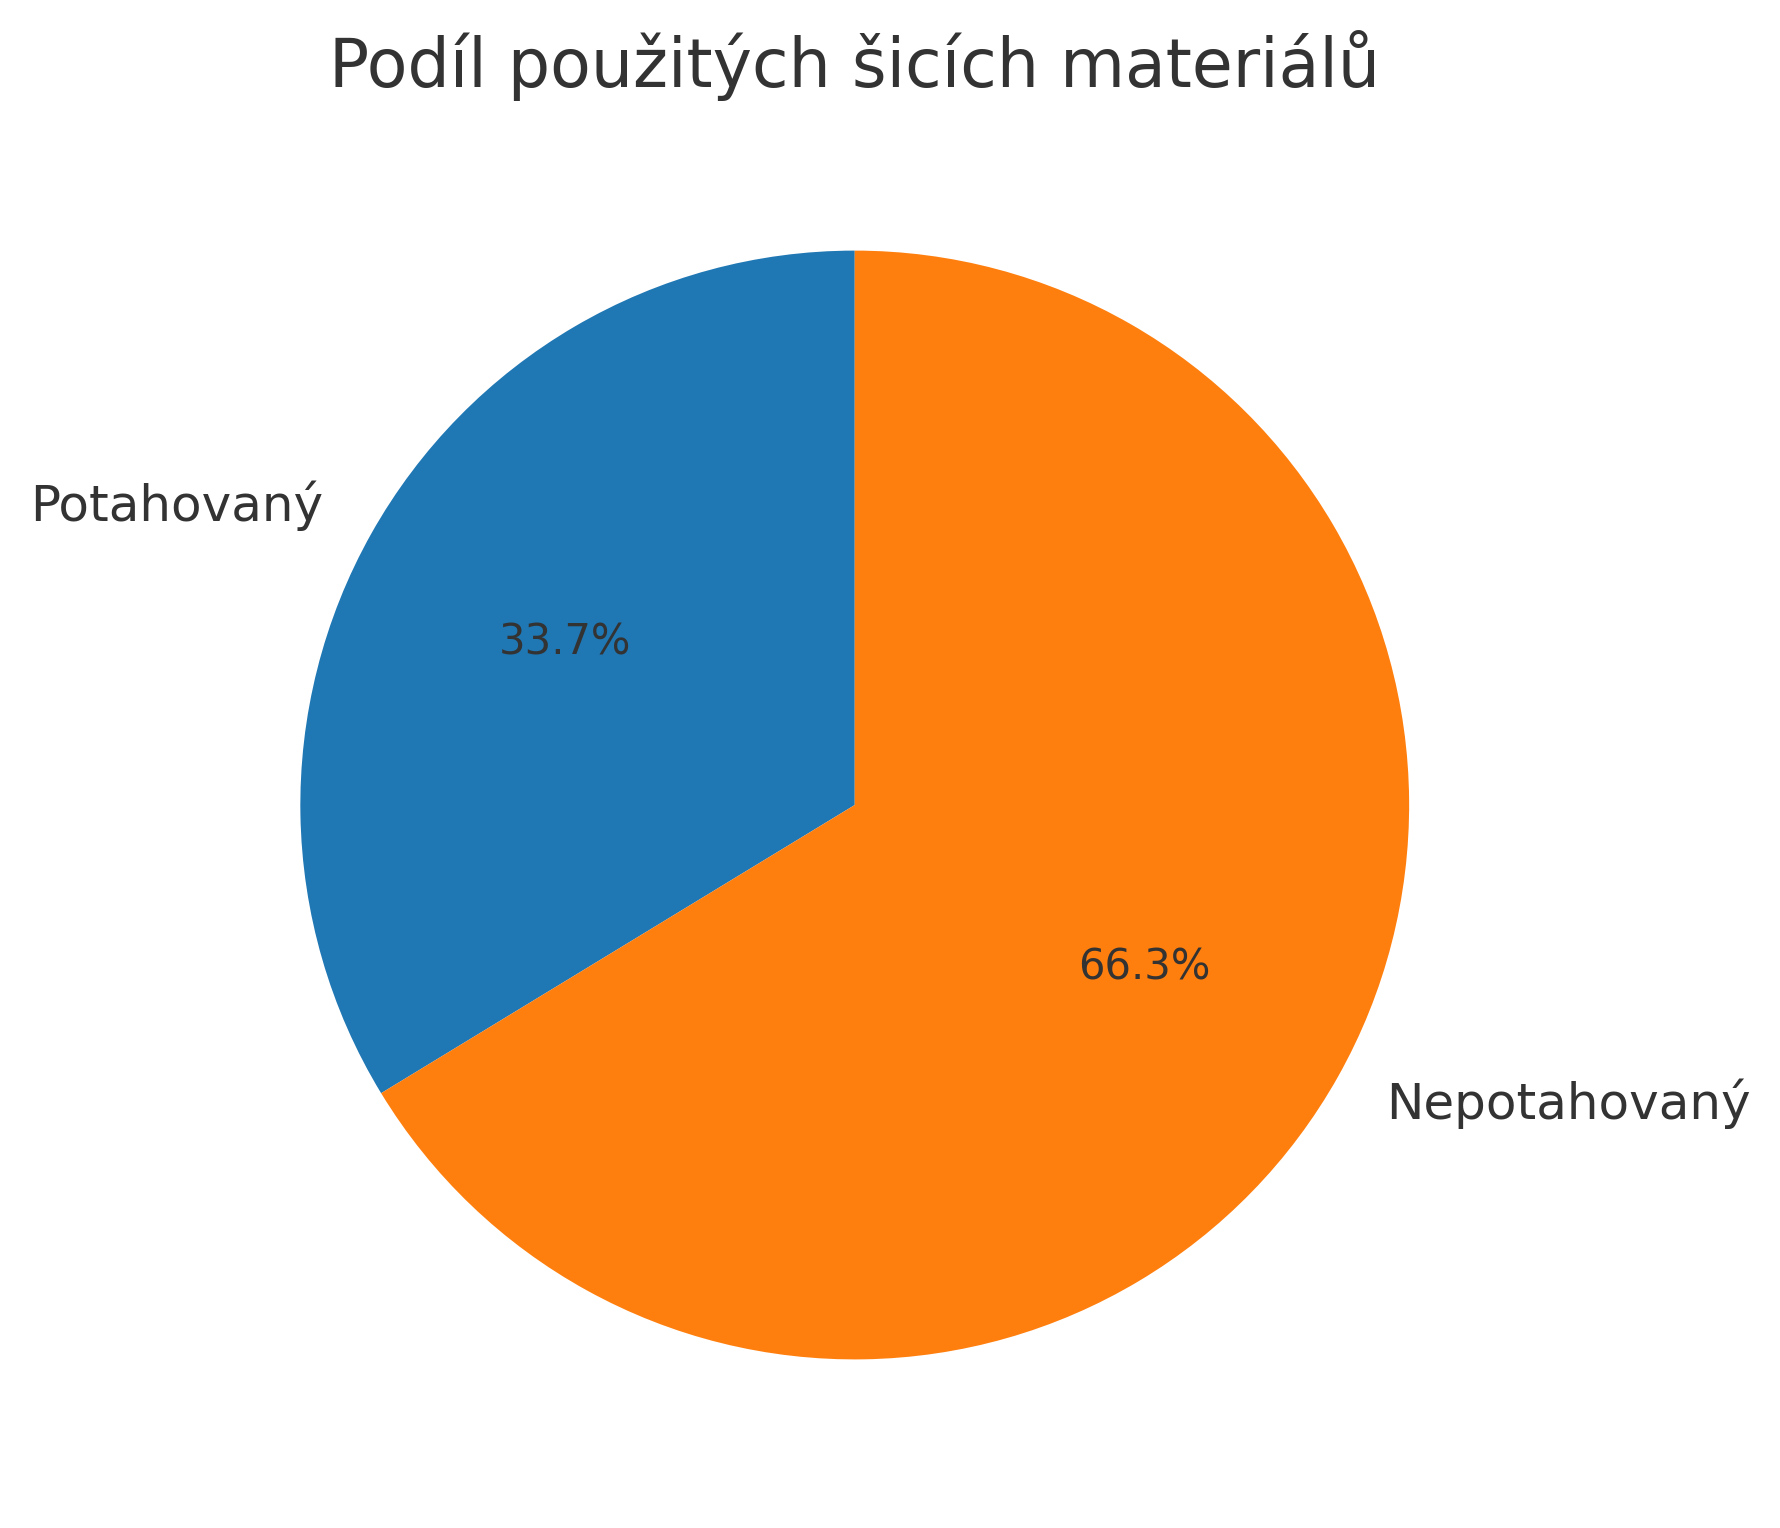 Podíl použitých šicích materiálů
Potahovaný
33.7%
66.3%
Nepotahovaný